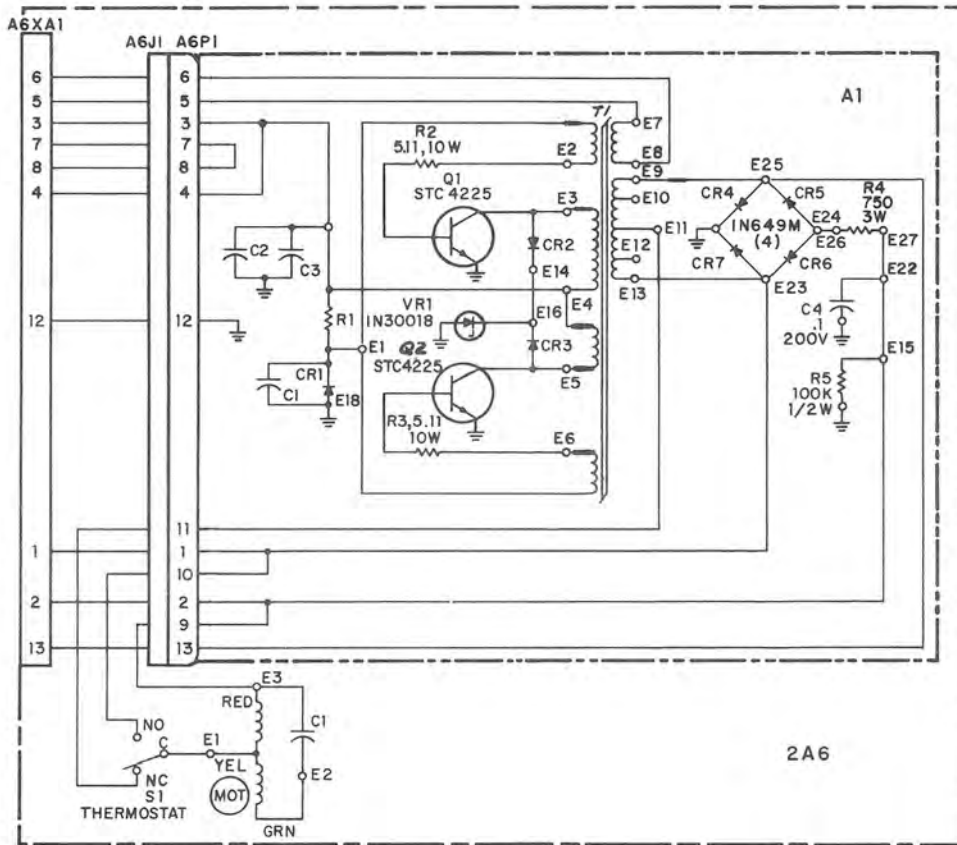 A6XA1
A6J1 A6P1
6
5
3
7
8
4
12
1
2
13
6
5
3
7
8
4
12
11
1
10
2
9
13
A1
T1
R2
5.11, 10W
E2
Q1
STC 4225
E3
CR2
E14
E4
E16
VR1
IN30018
CR3
Q2
STC4225
E5
R3, 5.11
10W
E6
C2
C3
R1
E1
C1
CR1
E18
E7
E8
E9
E10
E11
E12
E13
E25
CR4
CR5
IN649M
(4)
CR7
CR6
E23
E24
E26
R4
750
3W
E27
E22
C4
.1
200V
E15
R5
100K
1/2W
E3
RED
C1
NO
C
E1
YEL
E2
NC
S1
THERMOSTAT
MOT
GRN
2A6